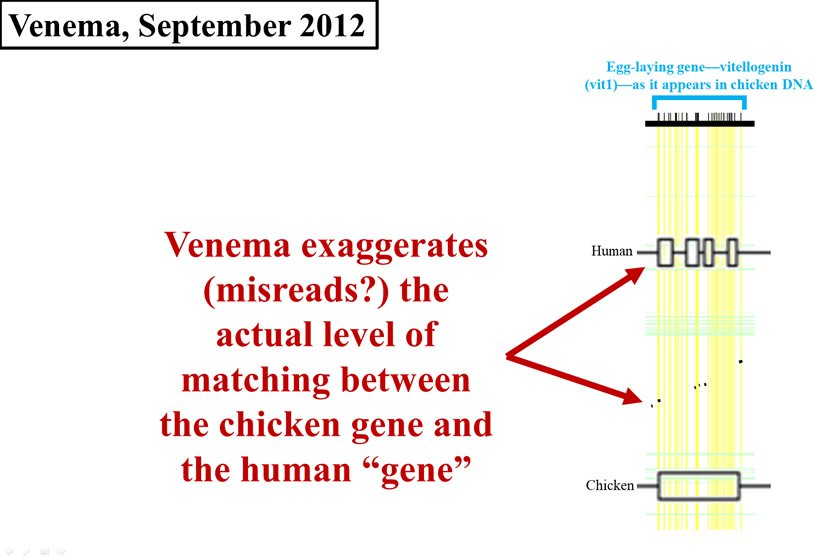 Venema, September 2012
Egg-laying gene—vitellogenin
(vit1)—as it appears in chicken DNA
Human
Venema exaggerates
(misreads?) the
actual level of
matching between
the chicken gene and
the human “gene”
Chicken